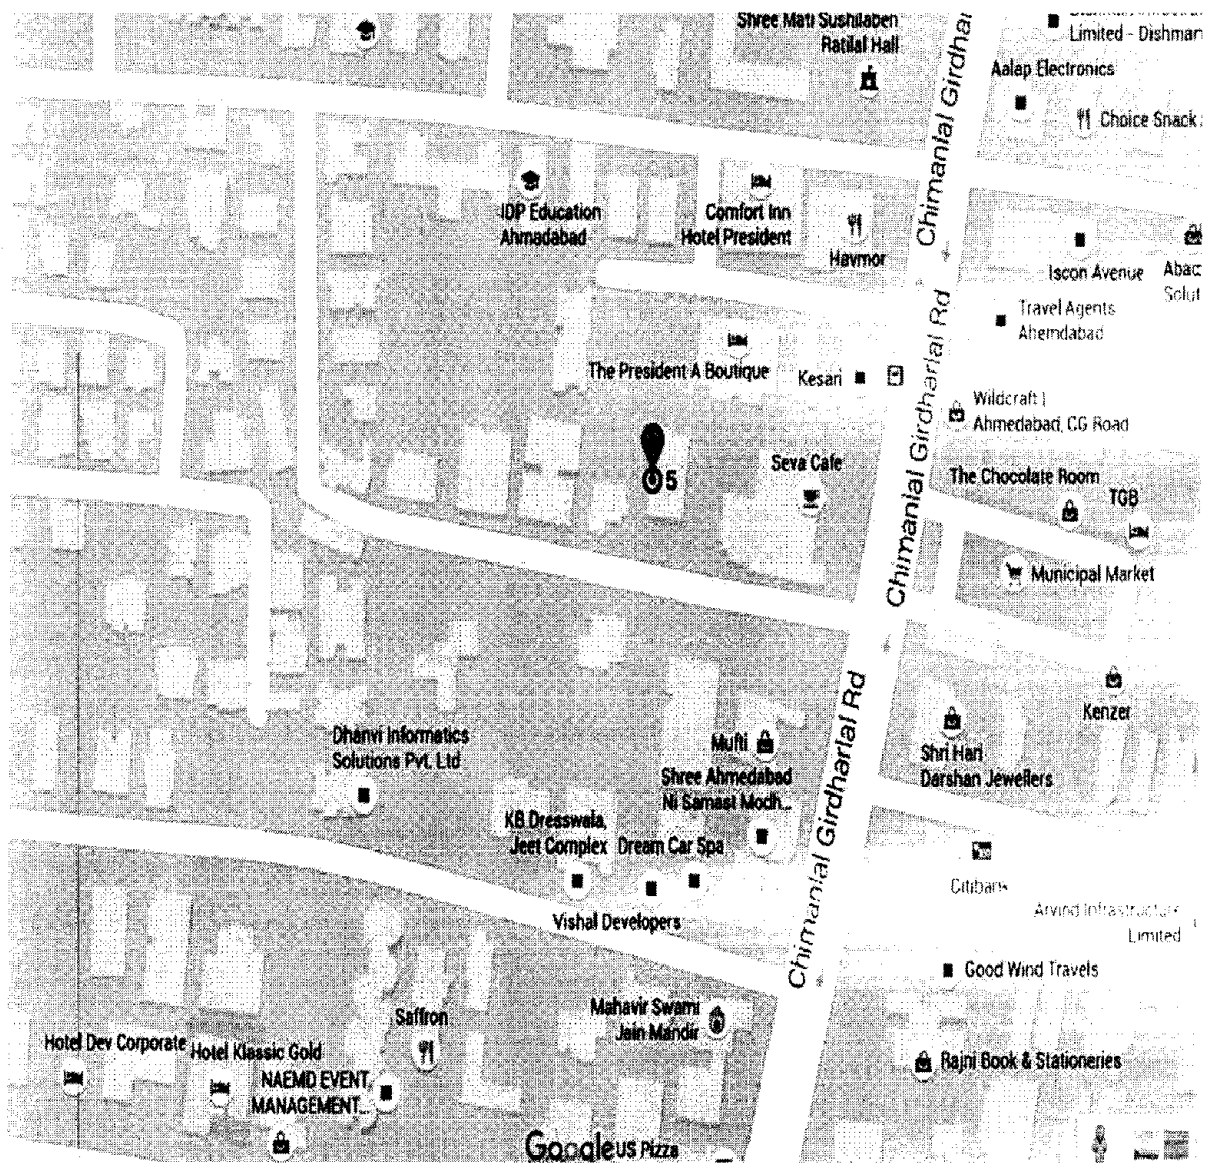 Shree Mati Sushilaben
Ratilal Hall
Limited - Dishman
Aalap Electronics
Choice Snack
Chimanlal Girdhar
IDP Education
Ahmadabad
Comfort Inn
Hotel President
Havmor
Iscon Avenue
Abac
Solut
Travel Agents
Ahemdabad
The President A Boutique
Kesari
Chimanlal Girdharlal Rd
Wildcraft |
Ahmedabad, CG Road
5
Seva Cafe
The Chocolate Room
TGB
Municipal Market
Kenzer
Dhanvi Informatics
Solutions Pvt. Ltd
Mufti
Shri Hari
Darshan Jewellers
Shree Ahmedabad
Ni Samast Modh...
Chimanlal Girdharlal Rd
KB Dresswala,
Jeet Complex
Dream Car Spa
Vishal Developers
Citibank
Arvind Infrastructure
Limited
Good Wind Travels
Mahavir Swami
Jain Mandir
Saffron
Hotel Dev Corporate
Hotel Klassic Gold
NAEMD EVENT
MANAGEMENT...
Rajni Book & Stationeries
Google
US Pizza